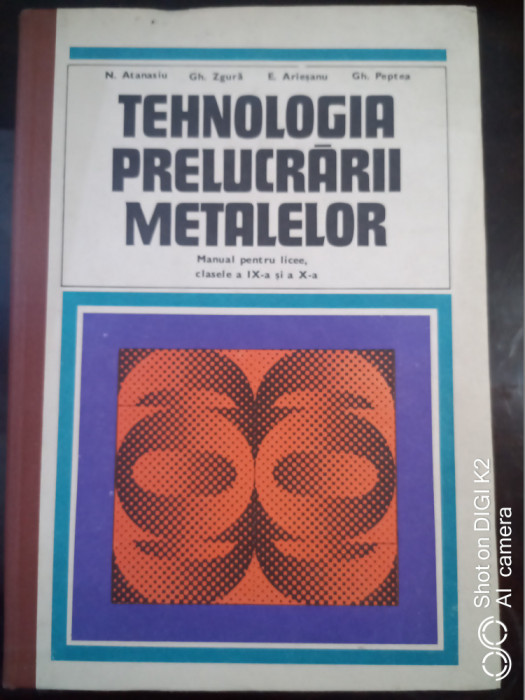 N. Atanasiu Gh. Zgură E. Arieșanu Gh. Peptea
TEHNOLOGIA
PRELUCRĂRII
METALELOR
Manual pentru licee,
clasele a IX-a și a X-a
Shot on DIGI K2
AI camera